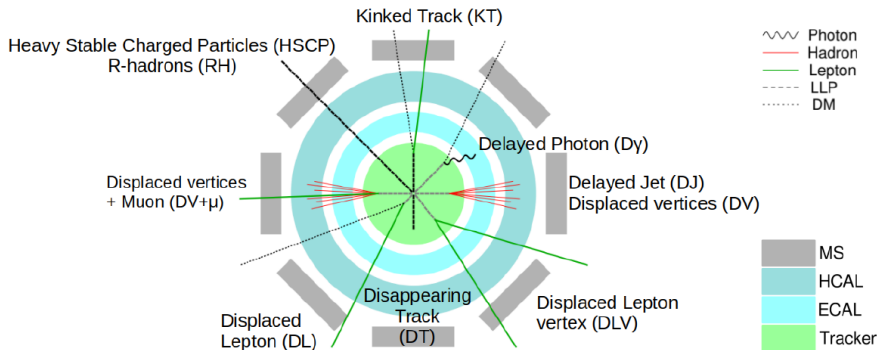 Kinked Track (KT)
Heavy Stable Charged Particles (HSCP)
R-hadrons (RH)
Photon
Hadron
Lepton
LLP
DM
Delayed Photon (Dγ)
Displaced vertices
+ Muon (DV+μ)
Delayed Jet (DJ)
Displaced vertices (DV)
Displaced
Lepton (DL)
Disappearing
Track
(DT)
Displaced Lepton
vertex (DLV)
MS
HCAL
ECAL
Tracker